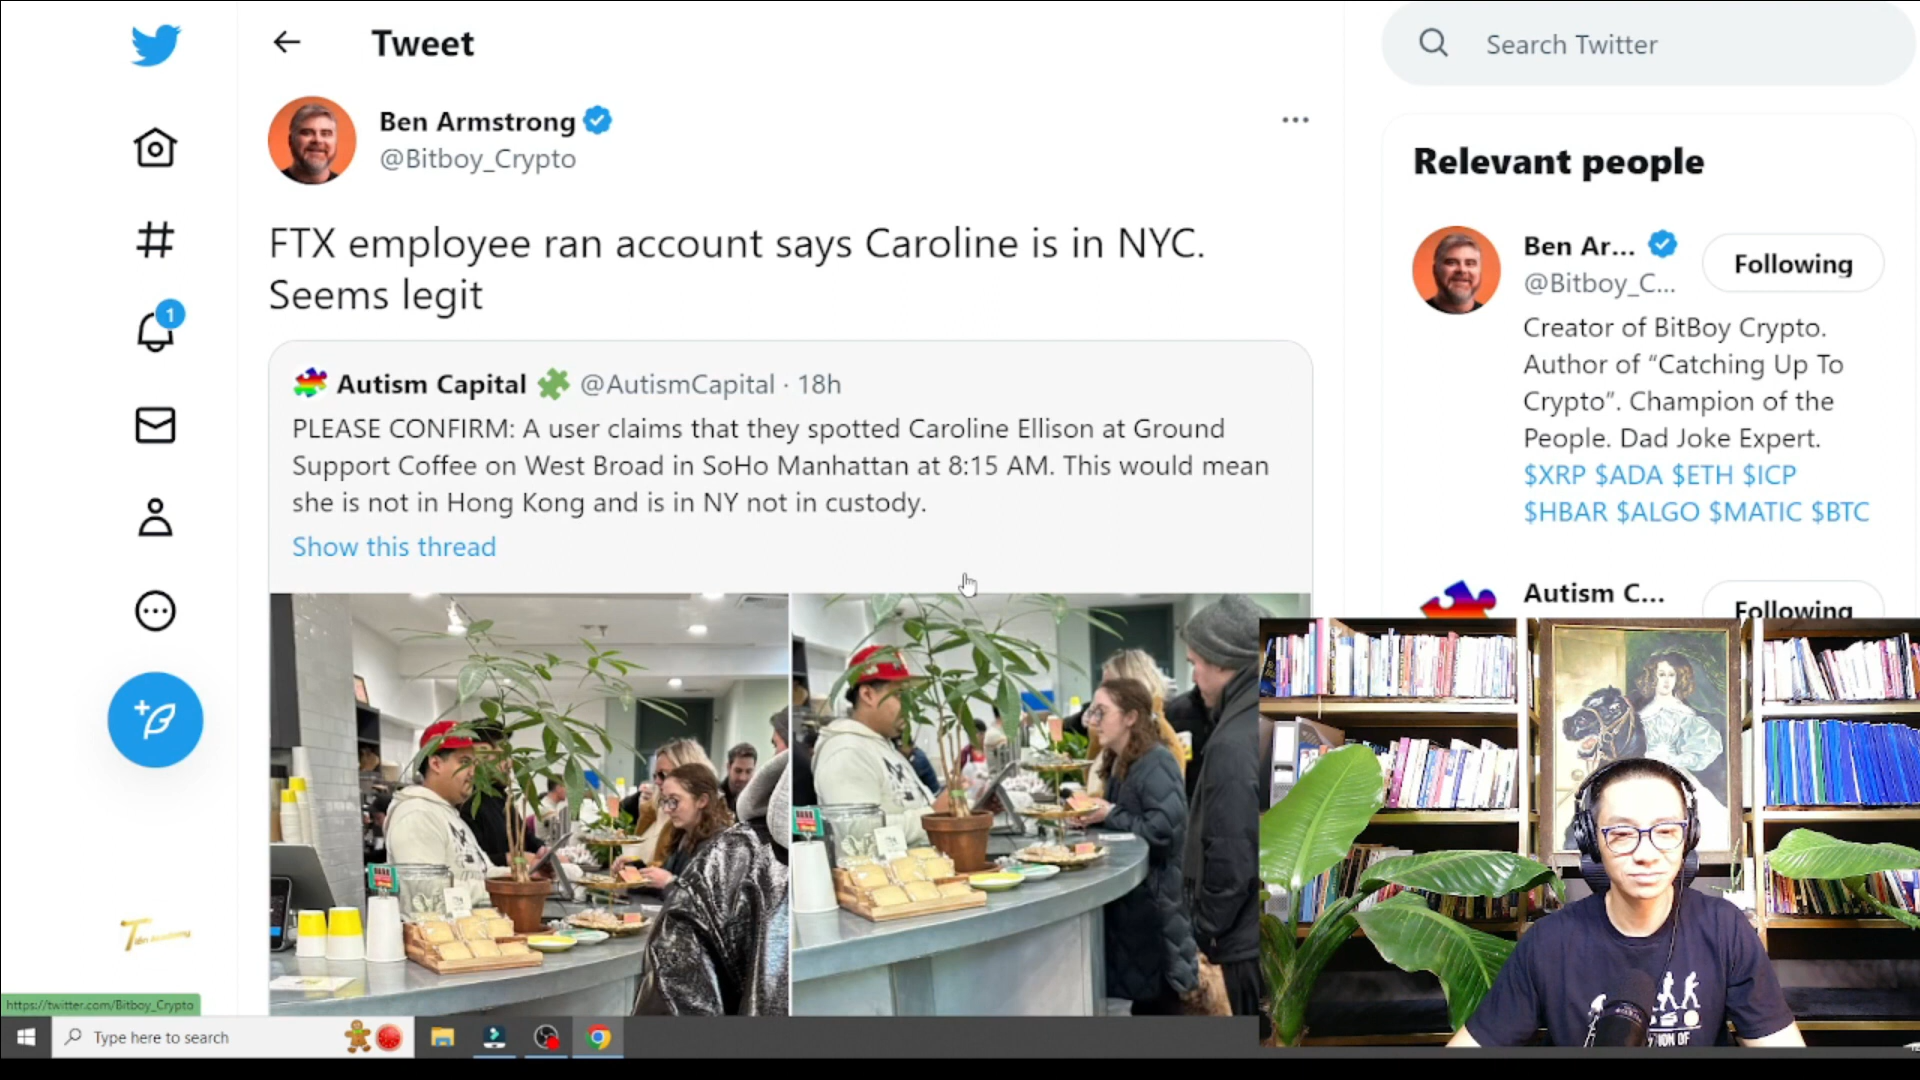 Tweet
Search Twitter
Ben Armstrong
@Bitboy_Crypto
FTX employee ran account says Caroline is in NYC.
Seems legit
Autism Capital @AutismCapital · 18h
PLEASE CONFIRM: A user claims that they spotted Caroline Ellison at Ground
Support Coffee on West Broad in SoHo Manhattan at 8:15 AM. This would mean
she is not in Hong Kong and is in NY not in custody.
Show this thread
Relevant people
Ben Ar...
@Bitboy_C...
Following
Creator of BitBoy Crypto.
Author of “Catching Up To
Crypto”. Champion of the
People. Dad Joke Expert.
$XRP $ADA $ETH $ICP
$HBAR $ALGO $MATIC $BTC
Autism C...
Following
1
https://twitter.com/Bitboy_Crypto
Type here to search